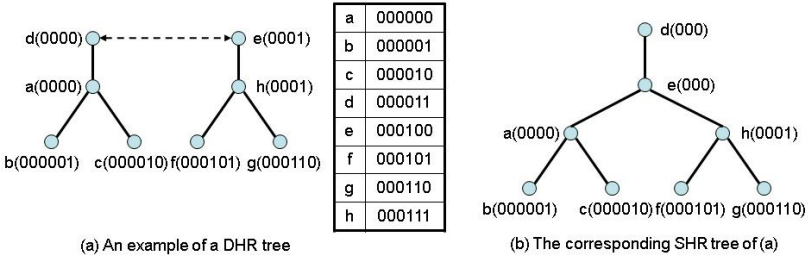 d(0000)
e(0001)
a(0000)
h(0001)
b(000001)
c(000010)
f(000101)
g(000110)
(a) An example of a DHR tree
a 000000
b 000001
c 000010
d 000011
e 000100
f 000101
g 000110
h 000111
d(000)
e(000)
a(0000)
h(0001)
b(000001)
c(000010)
f(000101)
g(000110)
(b) The corresponding SHR tree of (a)